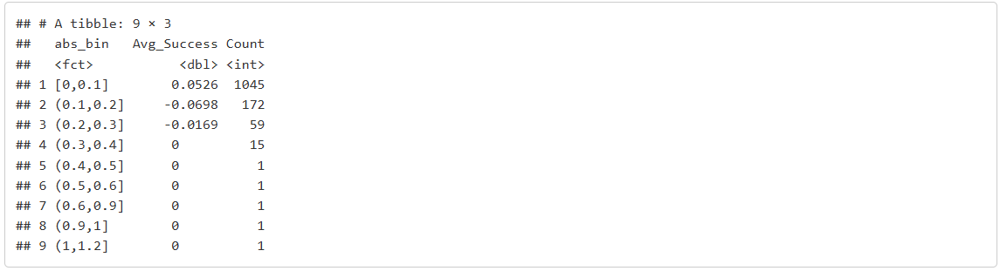 ## # A tibble: 9 × 3
##   abs_bin   Avg_Success Count
##   <fct>           <dbl> <int>
## 1 [0,0.1]        0.0526  1045
## 2 (0.1,0.2]     -0.0698   172
## 3 (0.2,0.3]     -0.0169    59
## 4 (0.3,0.4]      0         15
## 5 (0.4,0.5]      0          1
## 6 (0.5,0.6]      0          1
## 7 (0.6,0.9]      0          1
## 8 (0.9,1]        0          1
## 9 (1,1.2]        0          1